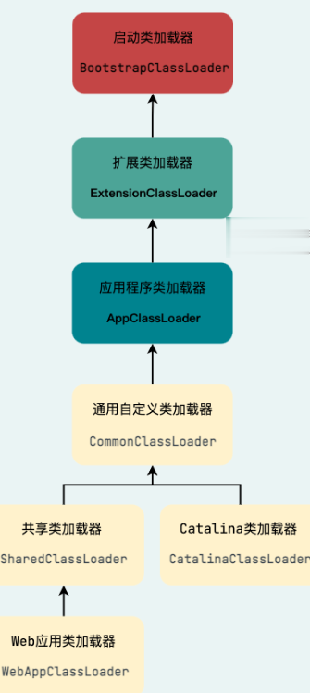 启动类加载器
BootstrapClassLoader
扩展类加载器
ExtensionClassLoader
应用程序类加载器
AppClassLoader
通用自定义类加载器
CommonClassLoader
共享类加载器
SharedClassLoader
Catalina类加载器
CatalinaClassLoader
Web应用类加载器
WebAppClassLoader